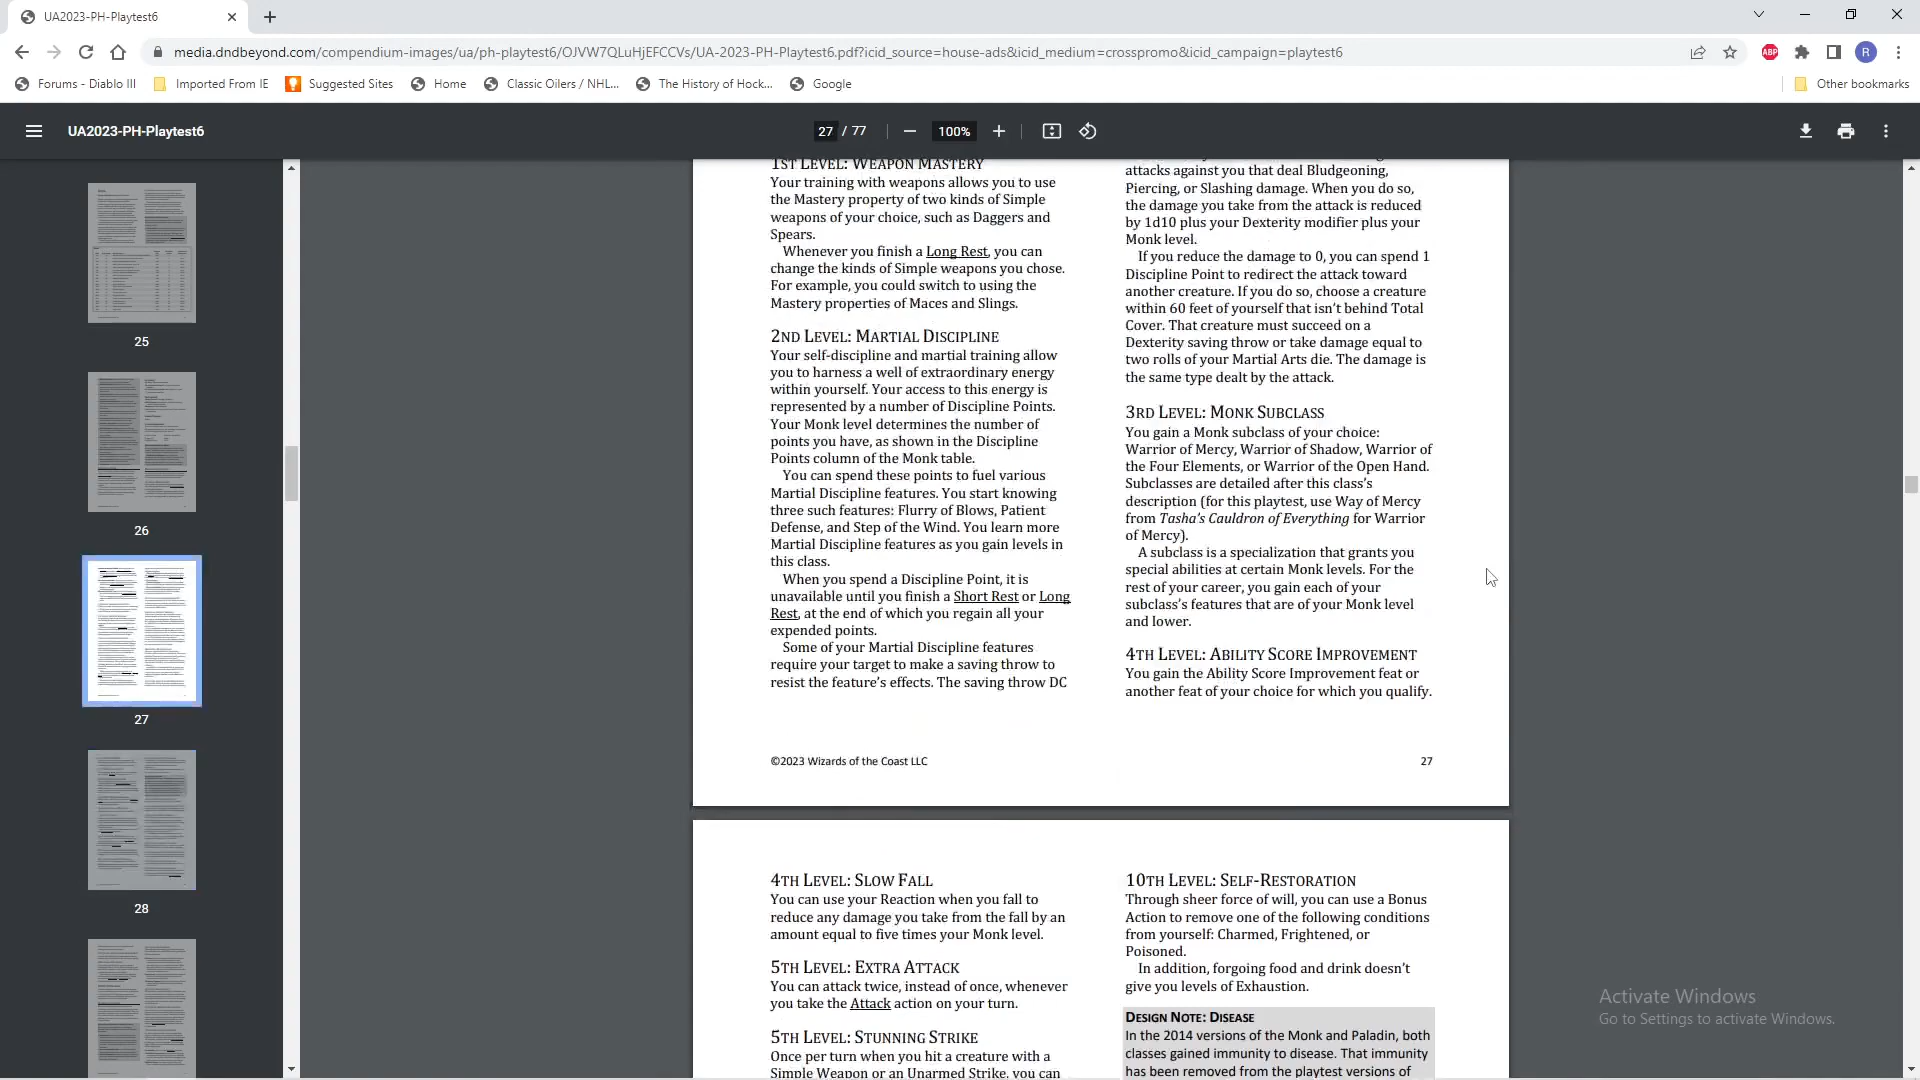 UA2023-PH-Playtest6
media.dndbeyond.com/compendium-images/ua/ph-playtest6/OJVW7QLuHjEFCCVs/UA-2023-PH-Playtest6.pdf?icid_source=house-ads&icid_medium=crosspromo&icid_campaign=playtest6
ABP
R
Forums - Diablo III
Imported From IE
Suggested Sites
Home
Classic Oilers / NHL...
The History of Hock...
Google
Other bookmarks
UA2023-PH-Playtest6
27 / 77
100%
25
26
27
28
1ST LEVEL: WEAPON MASTERY
Your training with weapons allows you to use
the Mastery property of two kinds of Simple
weapons of your choice, such as Daggers and
Spears.
Whenever you finish a Long Rest, you can
change the kinds of Simple weapons you chose.
For example, you could switch to using the
Mastery properties of Maces and Slings.
2ND LEVEL: MARTIAL DISCIPLINE
Your self-discipline and martial training allow
you to harness a well of extraordinary energy
within yourself. Your access to this energy is
represented by a number of Discipline Points.
Your Monk level determines the number of
points you have, as shown in the Discipline
Points column of the Monk table.
You can spend these points to fuel various
Martial Discipline features. You start knowing
three such features: Flurry of Blows, Patient
Defense, and Step of the Wind. You learn more
Martial Discipline features as you gain levels in
this class.
When you spend a Discipline Point, it is
unavailable until you finish a Short Rest or Long
Rest, at the end of which you regain all your
expended points.
Some of your Martial Discipline features
require your target to make a saving throw to
resist the feature's effects. The saving throw DC
attacks against you that deal Bludgeoning,
Piercing, or Slashing damage. When you do so,
the damage you take from the attack is reduced
by 1d10 plus your Dexterity modifier plus your
Monk level.
If you reduce the damage to 0, you can spend 1
Discipline Point to redirect the attack toward
another creature. If you do so, choose a creature
within 60 feet of yourself that isn't behind Total
Cover. That creature must succeed on a
Dexterity saving throw or take damage equal to
two rolls of your Martial Arts die. The damage is
the same type dealt by the attack.
3RD LEVEL: MONK SUBCLASS
You gain a Monk subclass of your choice:
Warrior of Mercy, Warrior of Shadow, Warrior of
the Four Elements, or Warrior of the Open Hand.
Subclasses are detailed after this class's
description (for this playtest, use Way of Mercy
from Tasha's Cauldron of Everything for Warrior
of Mercy).
A subclass is a specialization that grants you
special abilities at certain Monk levels. For the
rest of your career, you gain each of your
subclass's features that are of your Monk level
and lower.
4TH LEVEL: ABILITY SCORE IMPROVEMENT
You gain the Ability Score Improvement feat or
another feat of your choice for which you qualify.
©2023 Wizards of the Coast LLC
27
4TH LEVEL: SLOW FALL
You can use your Reaction when you fall to
reduce any damage you take from the fall by an
amount equal to five times your Monk level.
5TH LEVEL: EXTRA ATTACK
You can attack twice, instead of once, whenever
you take the Attack action on your turn.
5TH LEVEL: STUNNING STRIKE
Once per turn when you hit a creature with a
Simple Weapon or an Unarmed Strike, you can
10TH LEVEL: SELF-RESTORATION
Through sheer force of will, you can use a Bonus
Action to remove one of the following conditions
from yourself: Charmed, Frightened, or
Poisoned.
In addition, forgoing food and drink doesn't
give you levels of Exhaustion.
DESIGN NOTE: DISEASE
In the 2014 versions of the Monk and Paladin, both
classes gained immunity to disease. That immunity
has been removed from the playtest versions of
Activate Windows
Go to Settings to activate Windows.